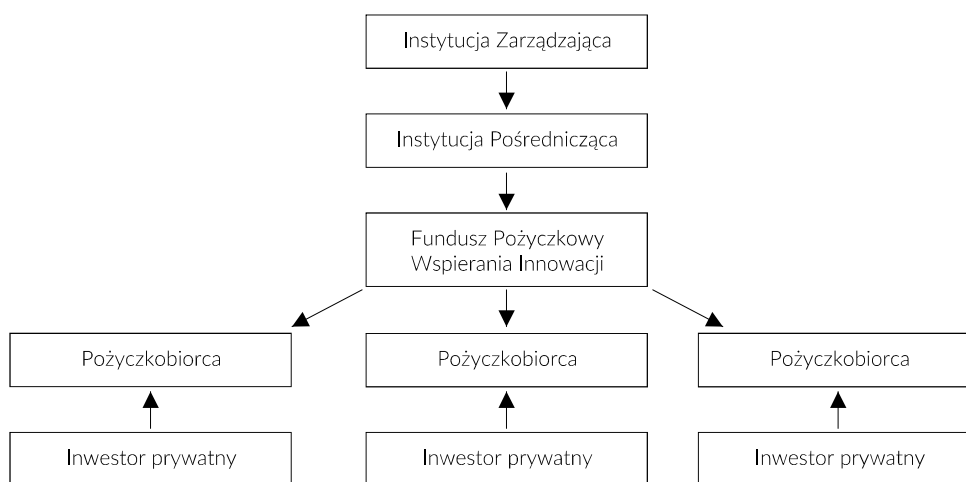 Instytucja Zarządzająca
Instytucja Pośrednicząca
Fundusz Pożyczkowy
Wspierania Innowacji
Pożyczkobiorca
Pożyczkobiorca
Pożyczkobiorca
Inwestor prywatny
Inwestor prywatny
Inwestor prywatny